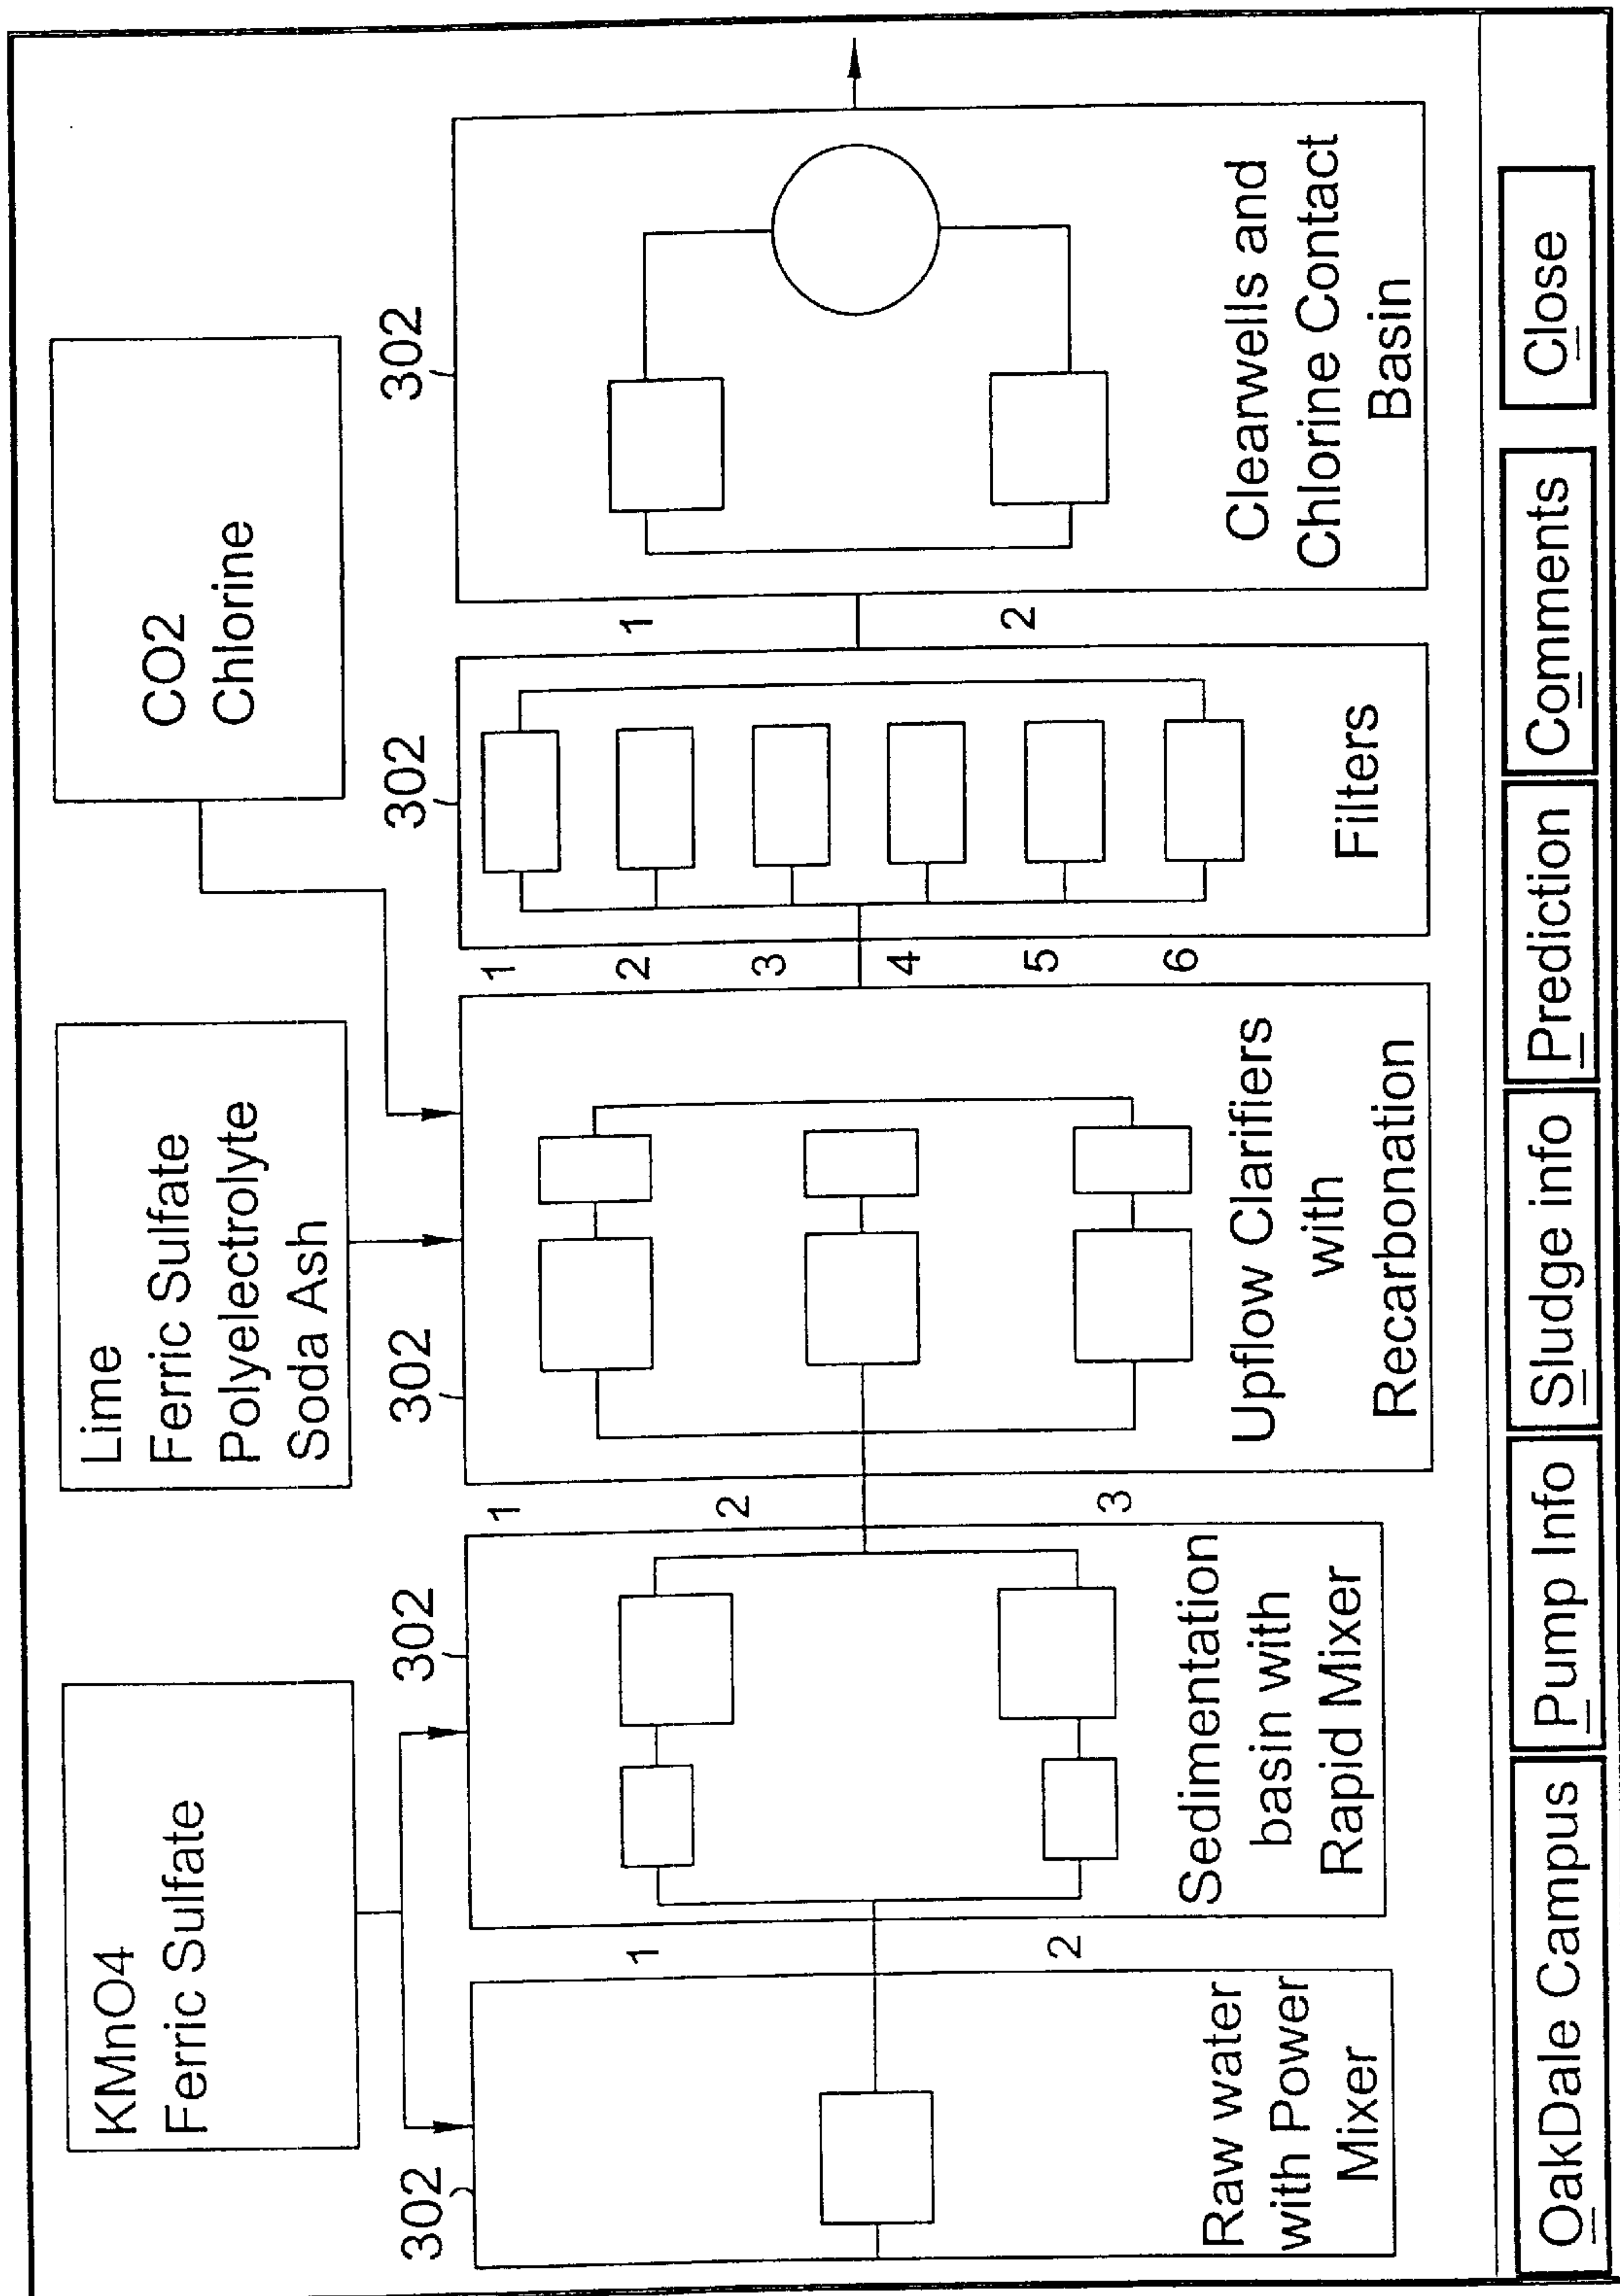 KMnO4
Ferric Sulfate
Lime
Ferric Sulfate
Polyelectrolyte
Soda Ash
CO2
Chlorine
302
302
302
302
302
1
2
1
2
3
1
2
3
4
5
6
1
2
Raw water
with Power
Mixer
Sedimentation
basin with
Rapid Mixer
Upflow Clarifiers
with
Recarbonation
Filters
Clearwells and
Chlorine Contact
Basin
OakDale Campus
Pump Info
Sludge info
Prediction
Comments
Close